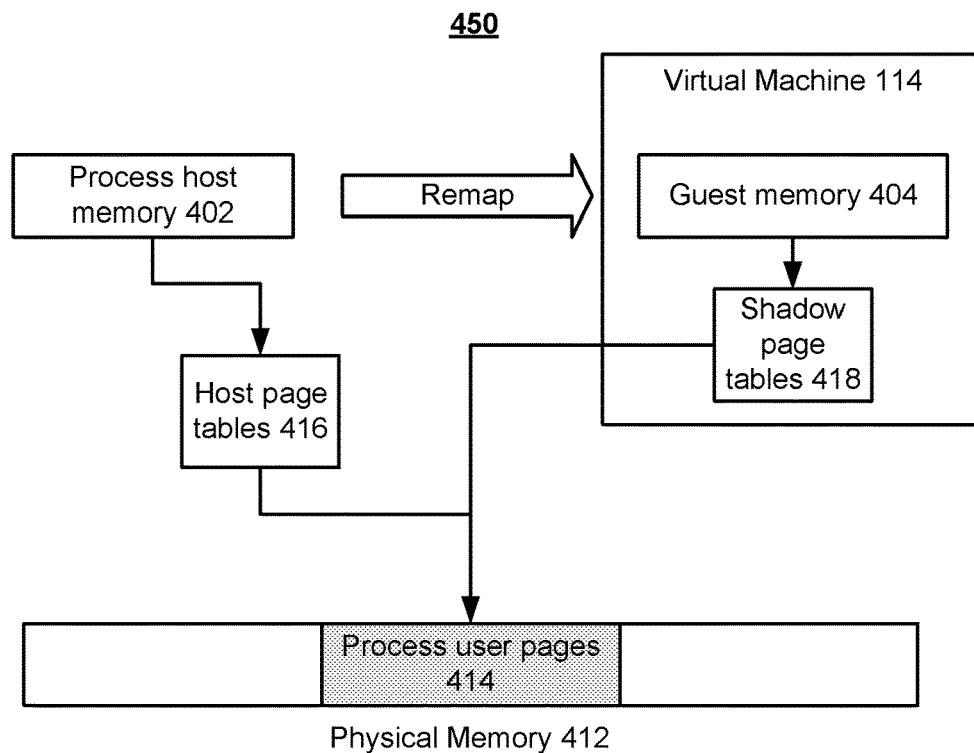 450
Virtual Machine 114
Process host
memory 402
Remap
Guest memory 404
Shadow
page
tables 418
Host page
tables 416
Process user pages
414
Physical Memory 412